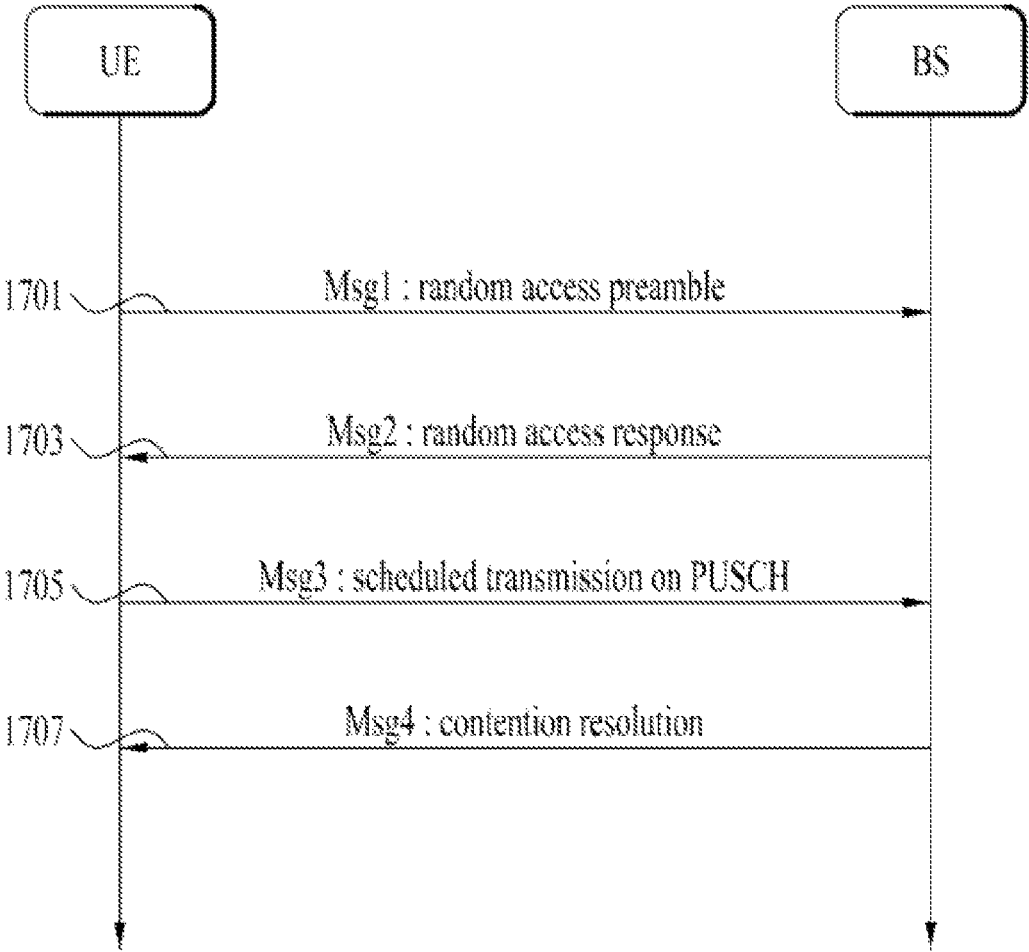 UE
BS
1701
Msg1 : random access preamble
1703
Msg2 : random access response
1705
Msg3 : scheduled transmission on PUSCH
1707
Msg4 : contention resolution